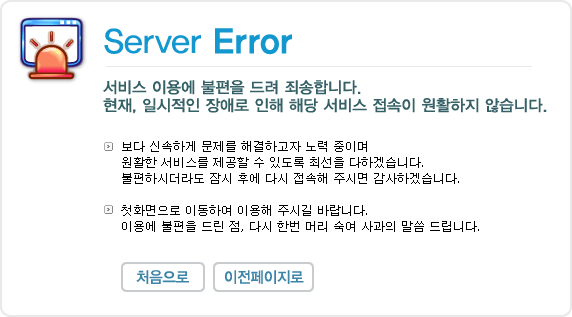 Server Error
서비스 이용에 불편을 드려 죄송합니다.
현재, 일시적인 장애로 인해 해당 서비스 접속이 원활하지 않습니다.
보다 신속하게 문제를 해결하고자 노력 중이며
원활한 서비스를 제공할 수 있도록 최선을 다하겠습니다.
불편하시더라도 잠시 후에 다시 접속해 주시면 감사하겠습니다.
첫화면으로 이동하여 이용해 주시길 바랍니다.
이용에 불편을 드린 점, 다시 한번 머리 숙여 사과의 말씀 드립니다.
처음으로 이전페이지로